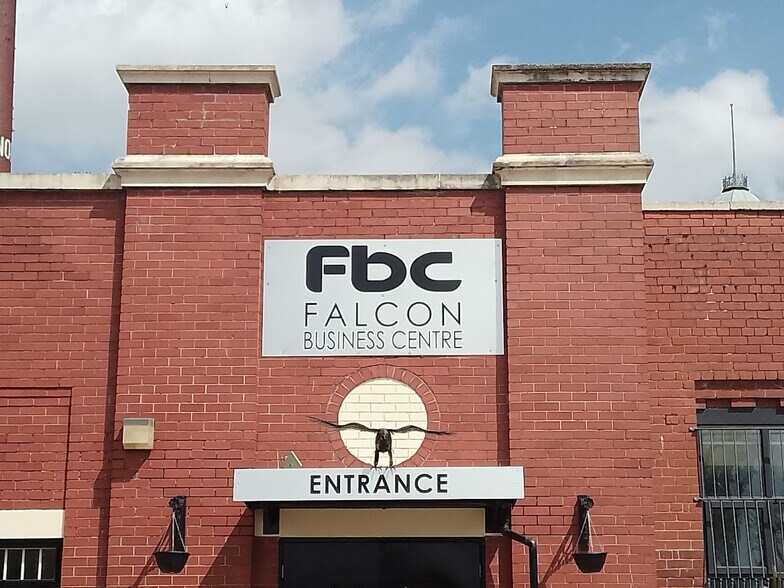 fbc
FALCON
BUSINESS CENTRE
ENTRANCE